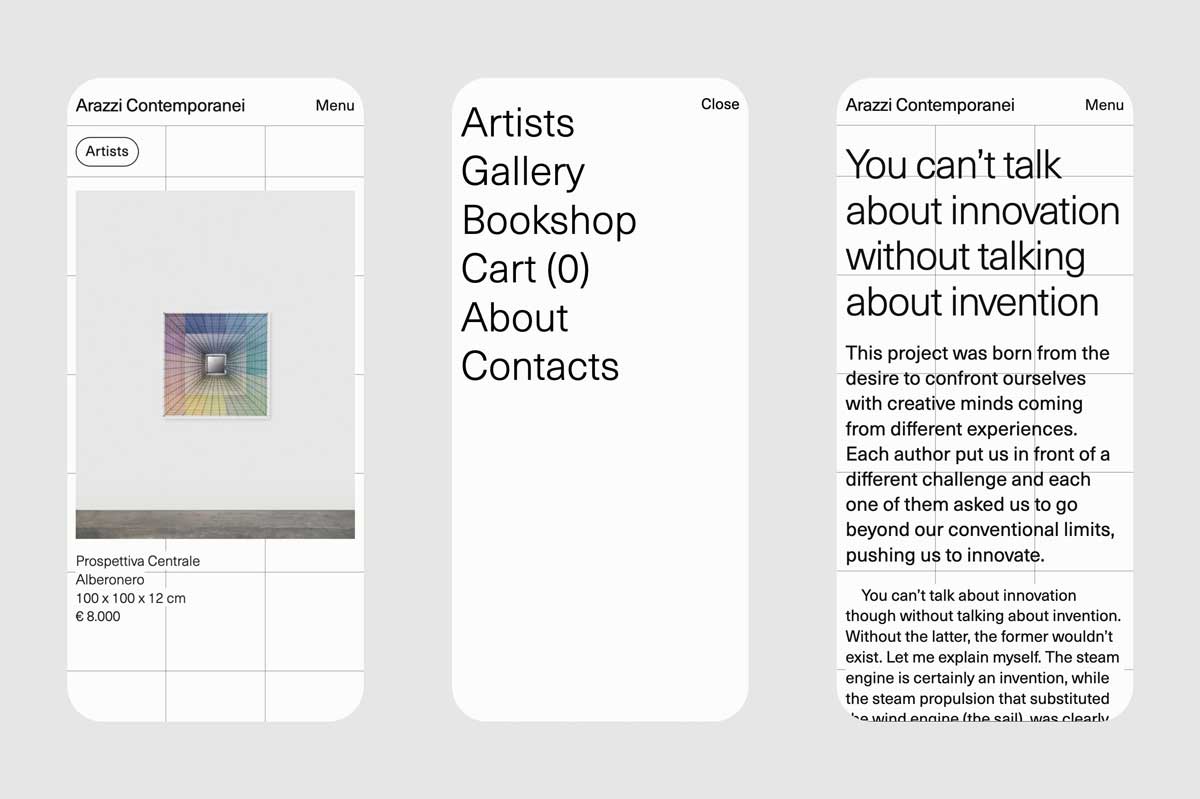 Arazzi Contemporanei
Menu
Artists
Prospettiva Centrale
Alberonero
100 x 100 x 12 cm
€ 8.000
Close
Artists
Gallery
Bookshop
Cart (0)
About
Contacts
Arazzi Contemporanei
Menu
You can’t talk
about innovation
without talking
about invention
This project was born from the
desire to confront ourselves
with creative minds coming
from different experiences.
Each author put us in front of a
different challenge and each
one of them asked us to go
beyond our conventional limits,
pushing us to innovate.
You can’t talk about innovation
though without talking about invention.
Without the latter, the former wouldn’t
exist. Let me explain myself. The steam
engine is certainly an invention, while
the steam propulsion that substituted
the wind engine (the sail), was clearly